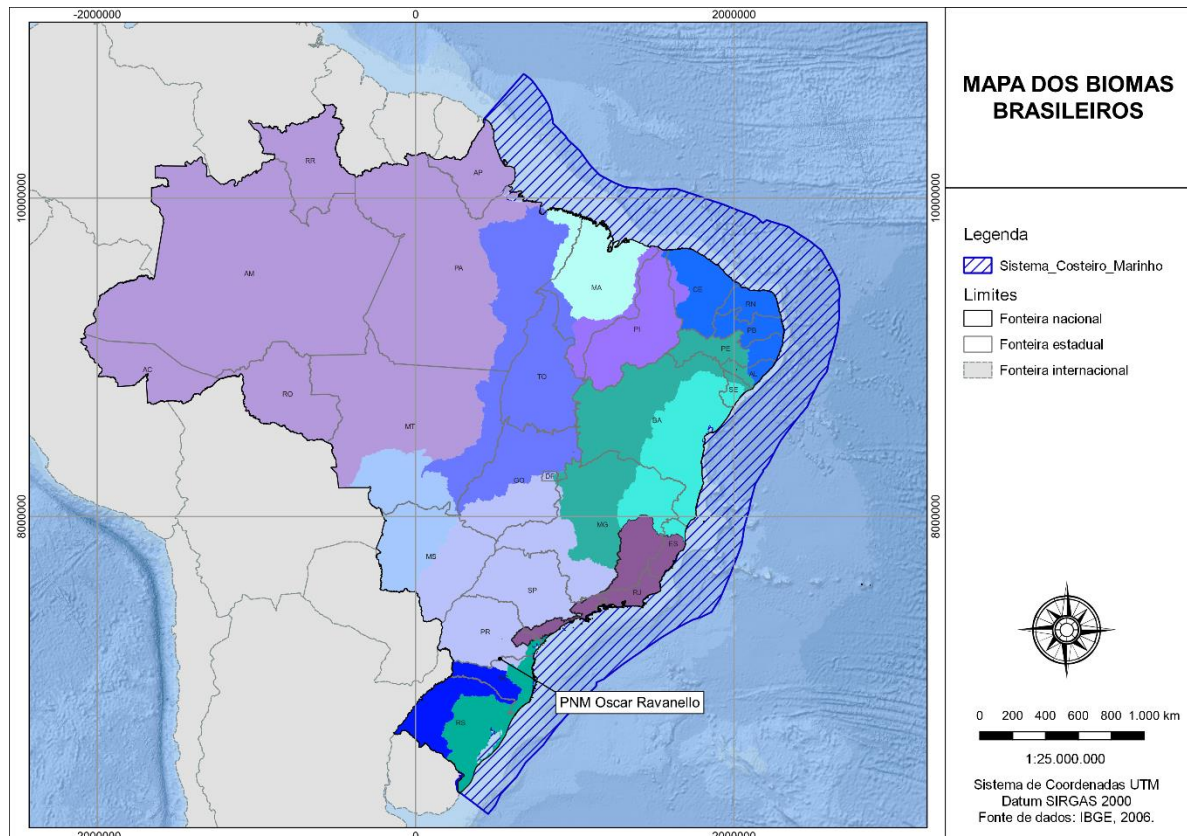 -2000000
0
2000000
MAPA DOS BIOMAS
BRASILEIROS
10000000
10000000
8000000
8000000
RR
AP
AM
PA
MA
CE
RN
PB
PI
PE
AL
SE
AC
RO
TO
BA
MT
GO
DF
MG
ES
MS
SP
RJ
PR
RS
PNM Oscar Ravanello
Legenda
Sistema_Costeiro_Marinho
Limites
Fonteira nacional
Fonteira estadual
Fonteira internacional
0 200 400 600 800 1.000 km
1:25.000.000
Sistema de Coordenadas UTM
Datum SIRGAS 2000
Fonte de dados: IBGE, 2006.
-2000000
0
2000000